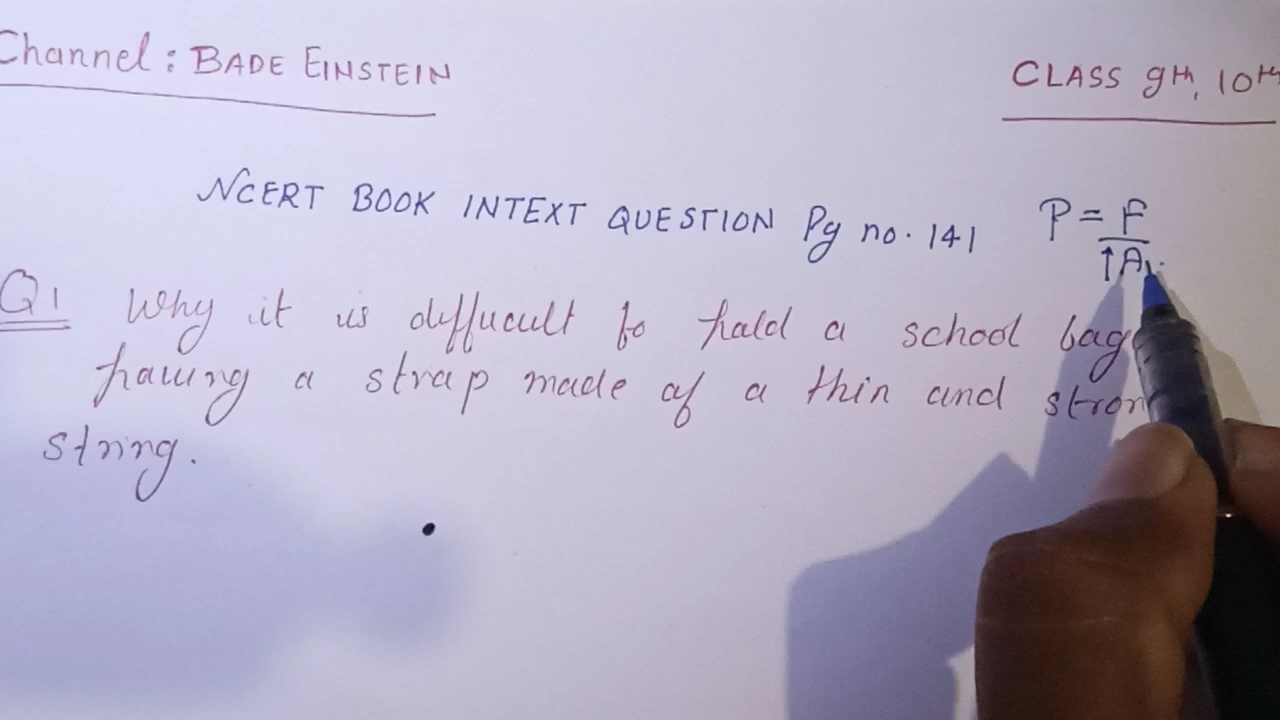 Channel: BADE EINSTEIN
CLASS 9th, 10th
NCERT BOOK INTEXT QUESTION Pg no. 141
P = F
↑A
Q1 Why it is difficult to hold a school bag
having a strap made of a thin and stron
string.